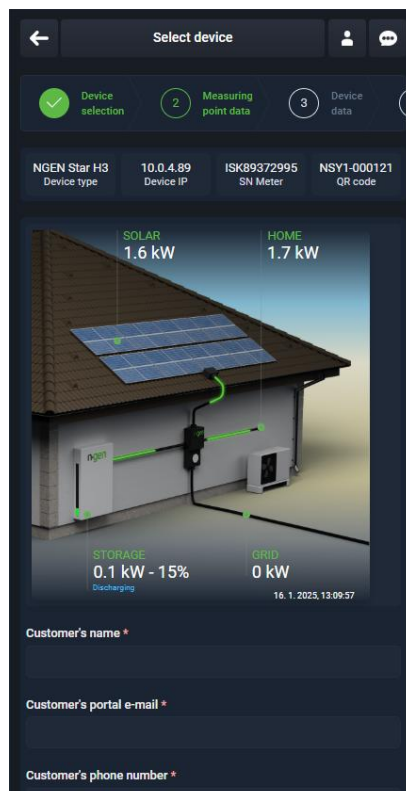 Select device
Device
selection
2
Measuring
point data
3
Device
data
NGEN Star H3
Device type
10.0.4.89
Device IP
ISK89372995
SN Meter
NSY1-000121
QR code
SOLAR
1.6 kW
HOME
1.7 kW
ngen
STORAGE
0.1 kW - 15%
Discharging
GRID
0 kW
16. 1. 2025, 13:09:57
Customer's name *
Customer's portal e-mail *
Customer's phone number *